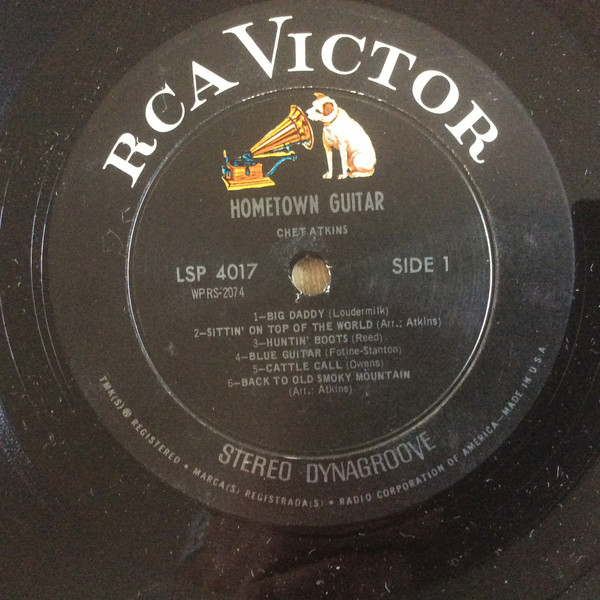 RCA VICTOR
HOMETOWN GUITAR
CHET ATKINS
LSP 4017
SIDE 1
WPRS-2074
1-BIG DADDY (Loudermilk)
2-SITTIN' ON TOP OF THE WORLD (Arr.: Atkins)
3-HUNTIN' BOOTS (Reed)
4-BLUE GUITAR (Fotine-Stanton)
5-CATTLE CALL (Owens)
6-BACK TO OLD SMOKY MOUNTAIN
(Arr.: Atkins)
STEREO DYNAGROOVE
TMK(S) ® REGISTERED • MARCA(S) REGISTRADA(S) • RADIO CORPORATION OF AMERICA-MADE IN U.S.A.